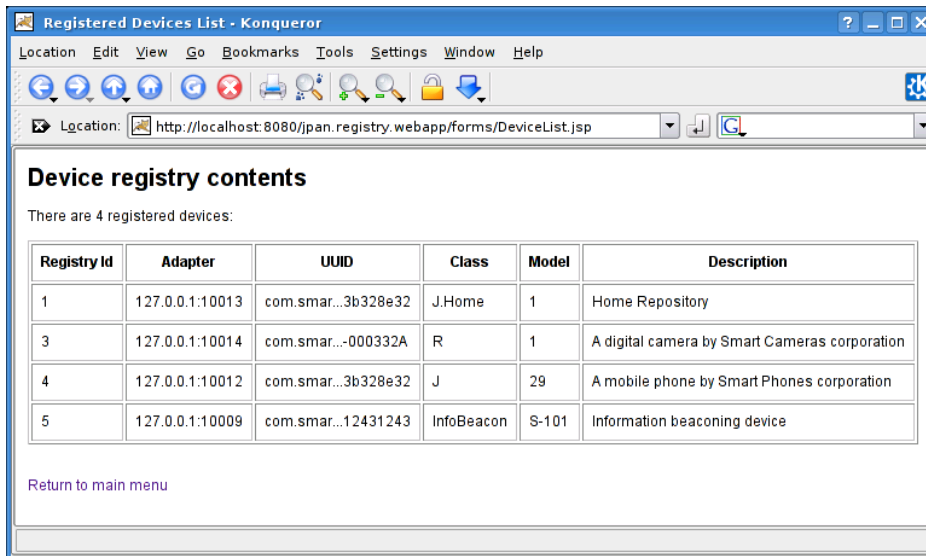 Registered Devices List - Konqueror
Location Edit View Go Bookmarks Tools Settings Window Help
Location: http://localhost:8080/jpan.registry.webapp/forms/DeviceList.jsp
Device registry contents
There are 4 registered devices:
Registry Id Adapter UUID Class Model Description
1 127.0.0.1:10013 com.smar...3b328e32 J.Home 1 Home Repository
3 127.0.0.1:10014 com.smar...-000332A R 1 A digital camera by Smart Cameras corporation
4 127.0.0.1:10012 com.smar...3b328e32 J 29 A mobile phone by Smart Phones corporation
5 127.0.0.1:10009 com.smar...12431243 InfoBeacon S-101 Information beaconing device
Return to main menu